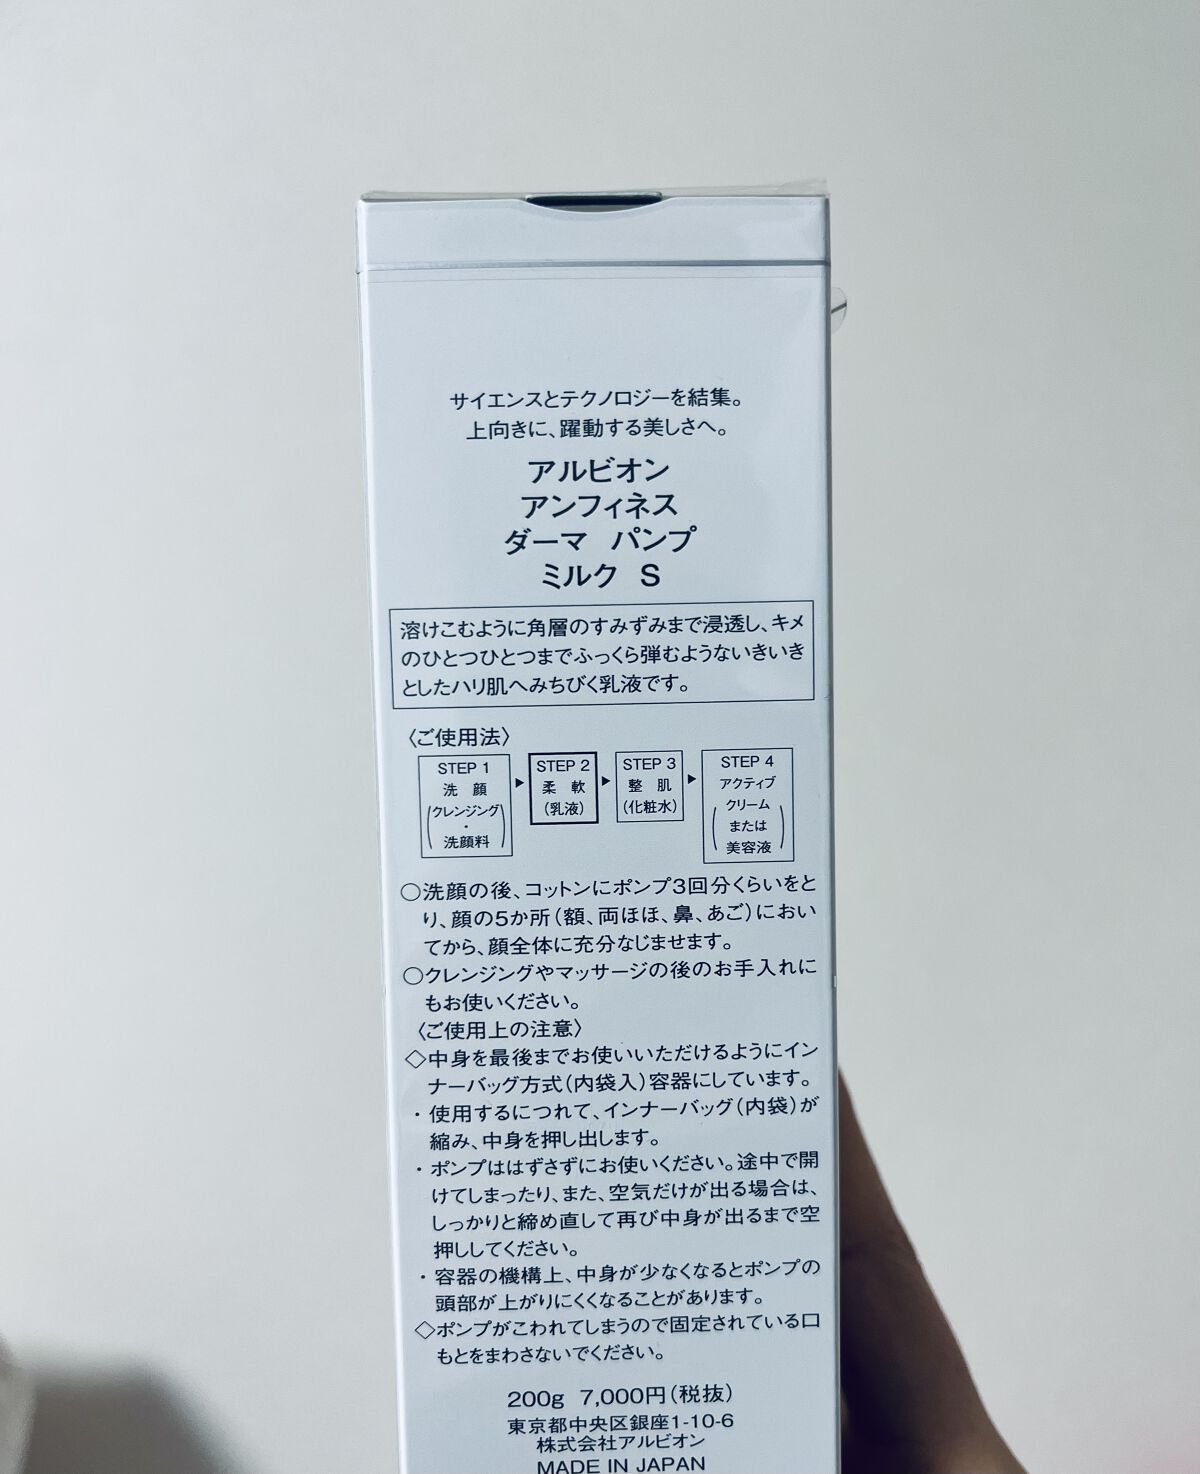 サイエンスとテクノロジーを結集。
上向きに、躍動する美しさへ。
アルビオン
アンフィネス
ダーマ パンプ
ミルク S
溶けこむように角層のすみずみまで浸透し、キメ
のひとつひとつまでふっくら弾むようないきいき
としたハリ肌へみちびく乳液です。
〈ご使用法〉
STEP 1
洗 顔
(クレンジング
・
洗顔料)
STEP 2
柔 軟
(乳液)
STEP 3
整 肌
(化粧水)
STEP 4
アクティブ
(クリーム
または
美容液)
○洗顔の後、コットンにポンプ3回分くらいをと
り、顔の5か所(額、両ほほ、鼻、あご)におい
てから、顔全体に充分なじませます。
○クレンジングやマッサージの後のお手入れに
もお使いください。
〈ご使用上の注意〉
◇中身を最後までお使いいただけるようにイン
ナーバッグ方式(内袋入)容器にしています。
・使用するにつれて、インナーバッグ(内袋)が
縮み、中身を押し出します。
・ポンプははずさずにお使いください。途中で開
けてしまったり、また、空気だけが出る場合は、
しっかりと締め直して再び中身が出るまで空
押ししてください。
・容器の機構上、中身が少なくなるとポンプの
頭部が上がりにくくなることがあります。
◇ポンプがこわれてしまうので固定されている口
もとをまわさないでください。
200g 7,000円(税抜)
東京都中央区銀座1-10-6
株式会社アルビオン
MADE IN JAPAN